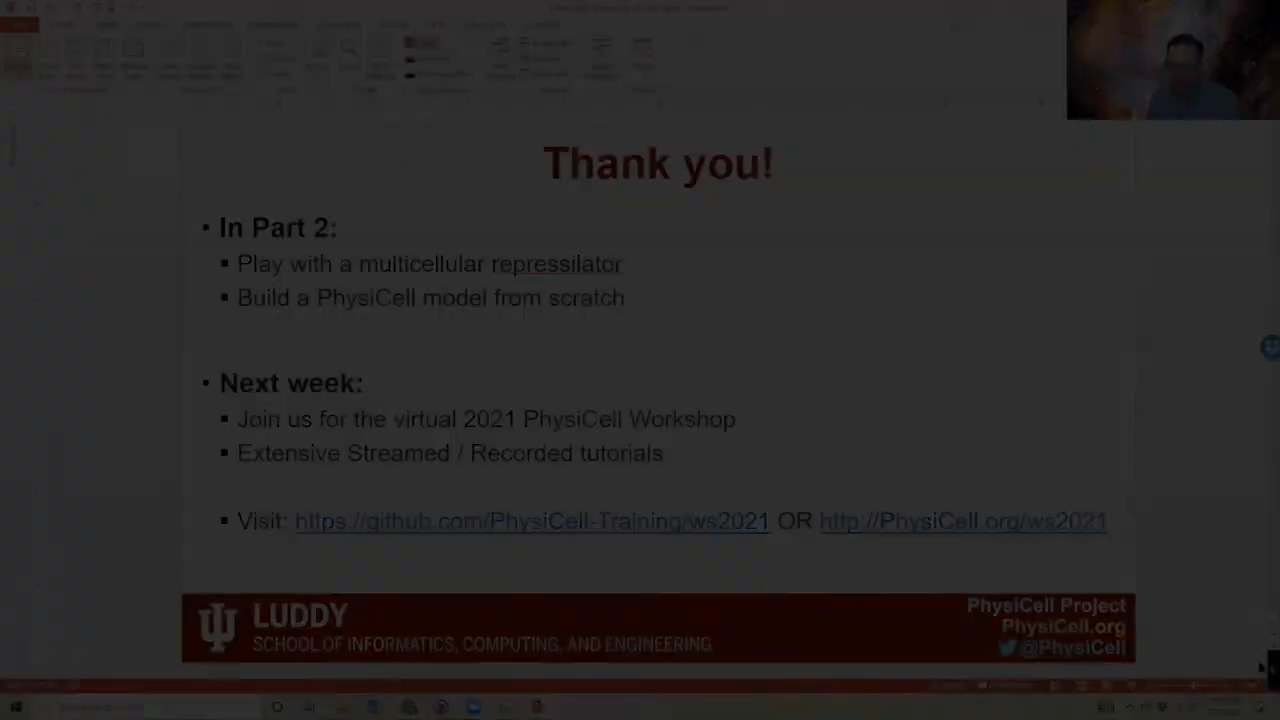 Thank you!
• In Part 2:
▪ Play with a multicellular repressilator
▪ Build a PhysiCell model from scratch
• Next week:
▪ Join us for the virtual 2021 PhysiCell Workshop
▪ Extensive Streamed / Recorded tutorials
▪ Visit: https://github.com/PhysiCell-Training/ws2021 OR http://PhysiCell.org/ws2021
LUDDY
SCHOOL OF INFORMATICS, COMPUTING, AND ENGINEERING
PhysiCell Project
PhysiCell.org
@PhysiCell